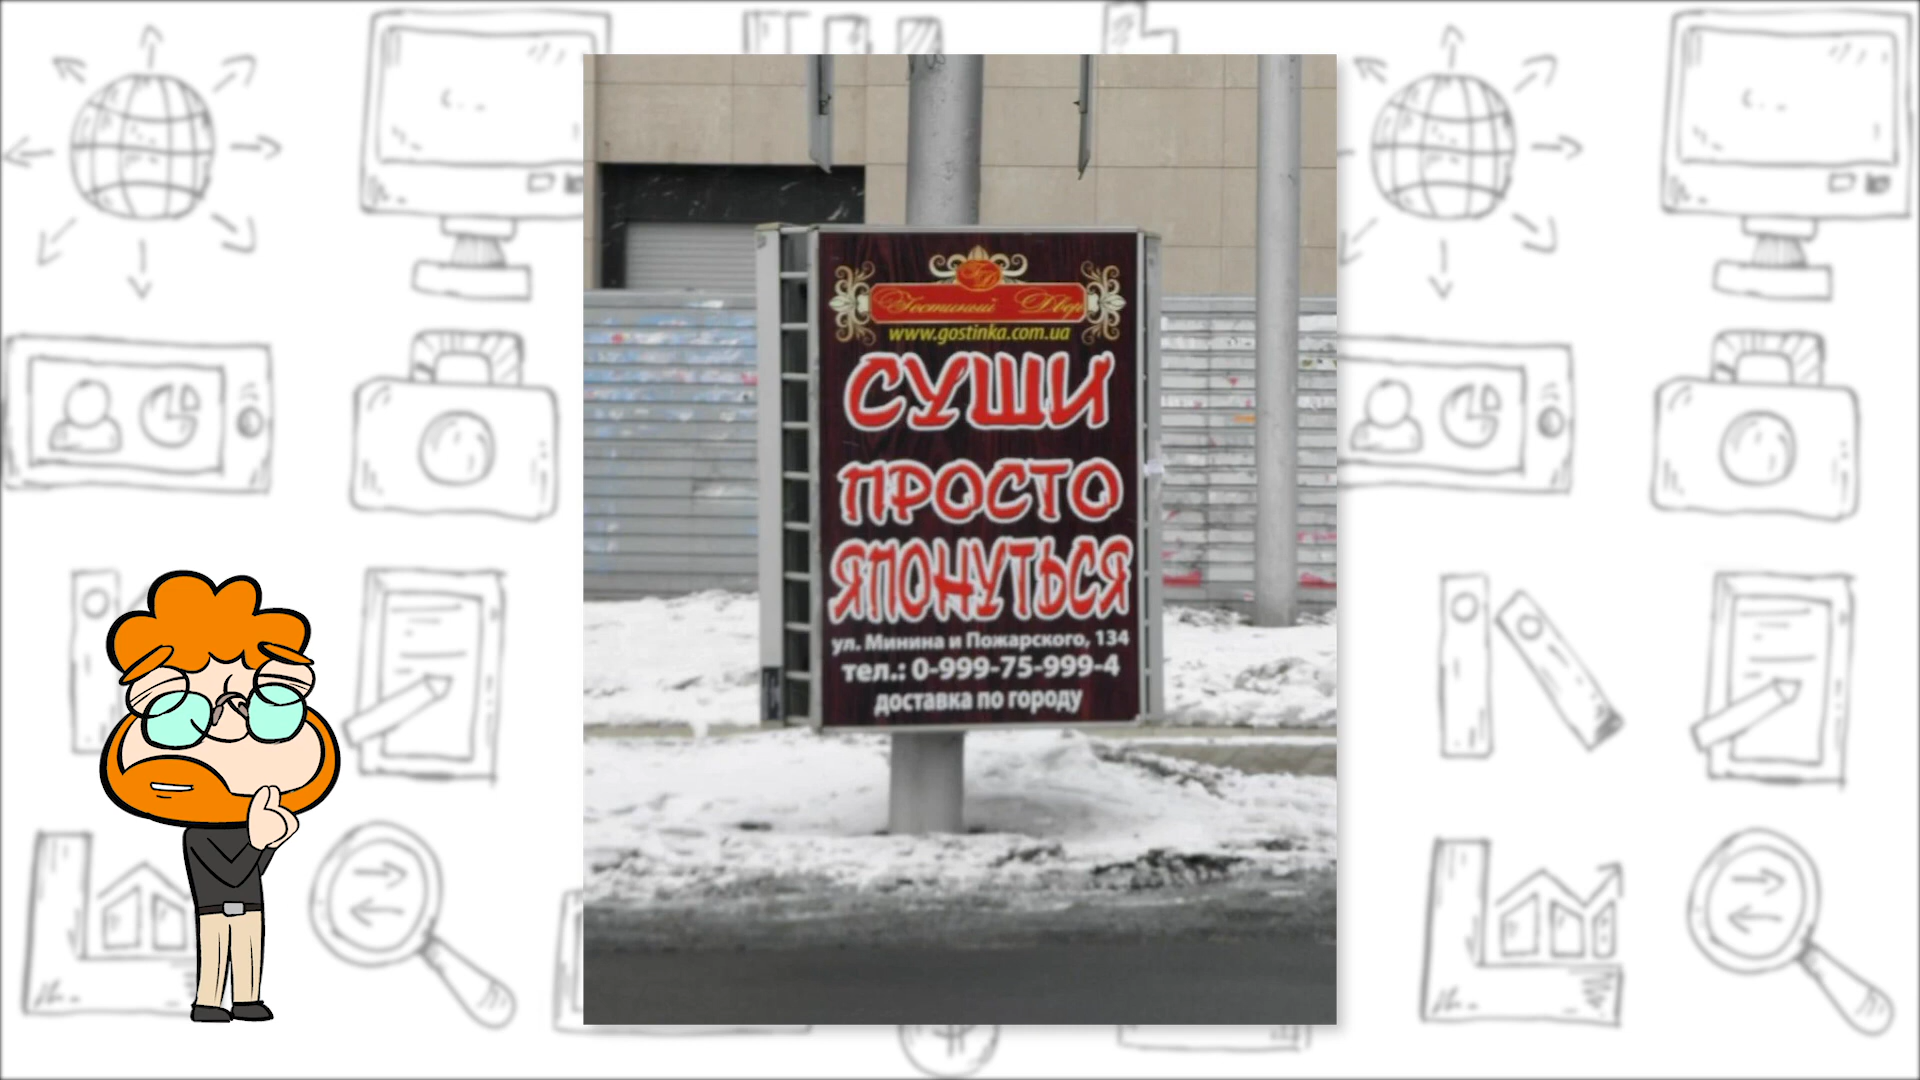 ГД
Гостиный Двор
www.gostinka.com.ua
СУШИ
ПРОСТО
ЯПОНУТЬСЯ
ул. Минина и Пожарского, 134
тел.: 0-999-75-999-4
доставка по городу